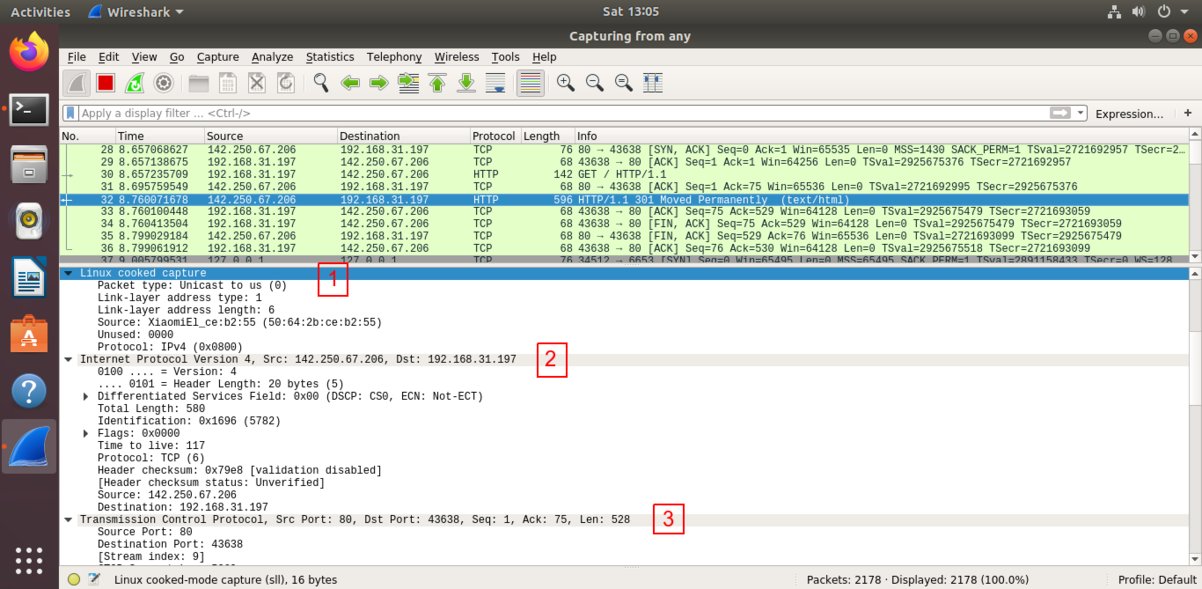 Activities Wireshark Sat 13:05
Capturing from any
File Edit View Go Capture Analyze Statistics Telephony Wireless Tools Help
Apply a display filter … <Ctrl-/> Expression… +
No. Time Source Destination Protocol Length Info
28 8.657068627 142.250.67.206 192.168.31.197 TCP 76 80 → 43638 [SYN, ACK] Seq=0 Ack=1 Win=65535 Len=0 MSS=1430 SACK_PERM=1 TSval=2721692957 TSecr=2…
29 8.657138675 192.168.31.197 142.250.67.206 TCP 68 43638 → 80 [ACK] Seq=1 Ack=1 Win=64256 Len=0 TSval=2925675376 TSecr=2721692957
30 8.657235709 192.168.31.197 142.250.67.206 HTTP 142 GET / HTTP/1.1
31 8.695759549 142.250.67.206 192.168.31.197 TCP 68 80 → 43638 [ACK] Seq=1 Ack=75 Win=65536 Len=0 TSval=2721692995 TSecr=2925675376
32 8.760071678 142.250.67.206 192.168.31.197 HTTP 596 HTTP/1.1 301 Moved Permanently (text/html)
33 8.760100448 192.168.31.197 142.250.67.206 TCP 68 43638 → 80 [ACK] Seq=75 Ack=529 Win=64128 Len=0 TSval=2925675479 TSecr=2721693059
34 8.760413504 192.168.31.197 142.250.67.206 TCP 68 43638 → 80 [FIN, ACK] Seq=75 Ack=529 Win=64128 Len=0 TSval=2925675479 TSecr=2721693059
35 8.799029184 142.250.67.206 192.168.31.197 TCP 68 80 → 43638 [FIN, ACK] Seq=529 Ack=76 Win=65536 Len=0 TSval=2721693099 TSecr=2925675479
36 8.799061912 192.168.31.197 142.250.67.206 TCP 68 43638 → 80 [ACK] Seq=76 Ack=530 Win=64128 Len=0 TSval=2925675518 TSecr=2721693099
37 9.005799531 127.0.0.1 127.0.0.1 TCP 76 34512 → 6653 [SYN] Seq=0 Win=65495 Len=0 MSS=65495 SACK_PERM=1 TSval=2891158433 TSecr=0 WS=128
Linux cooked capture 1
Packet type: Unicast to us (0)
Link-layer address type: 1
Link-layer address length: 6
Source: XiaomiEl_ce:b2:55 (50:64:2b:ce:b2:55)
Unused: 0000
Protocol: IPv4 (0x0800)
Internet Protocol Version 4, Src: 142.250.67.206, Dst: 192.168.31.197 2
0100 .... = Version: 4
.... 0101 = Header Length: 20 bytes (5)
Differentiated Services Field: 0x00 (DSCP: CS0, ECN: Not-ECT)
Total Length: 580
Identification: 0x1696 (5782)
Flags: 0x0000
Time to live: 117
Protocol: TCP (6)
Header checksum: 0x79e8 [validation disabled]
[Header checksum status: Unverified]
Source: 142.250.67.206
Destination: 192.168.31.197
Transmission Control Protocol, Src Port: 80, Dst Port: 43638, Seq: 1, Ack: 75, Len: 528 3
Source Port: 80
Destination Port: 43638
[Stream index: 9]
Linux cooked-mode capture (sll), 16 bytes Packets: 2178 · Displayed: 2178 (100.0%) Profile: Default